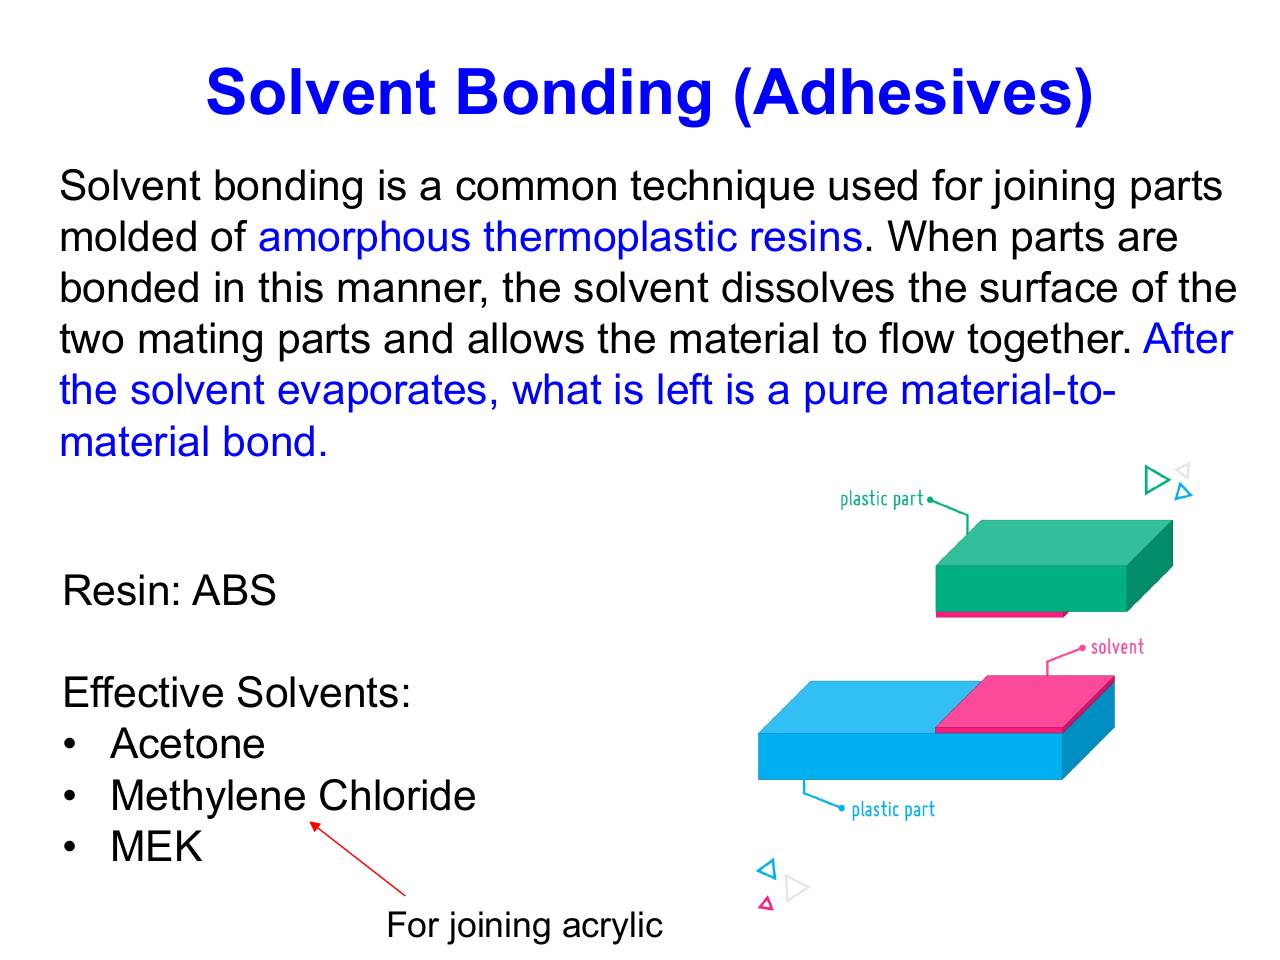 Solvent Bonding (Adhesives)
Solvent bonding is a common technique used for joining parts
molded of amorphous thermoplastic resins. When parts are
bonded in this manner, the solvent dissolves the surface of the
two mating parts and allows the material to flow together. After
the solvent evaporates, what is left is a pure material-to-
material bond.
plastic part
solvent
plastic part
Resin: ABS
Effective Solvents:
• Acetone
• Methylene Chloride
• MEK
For joining acrylic